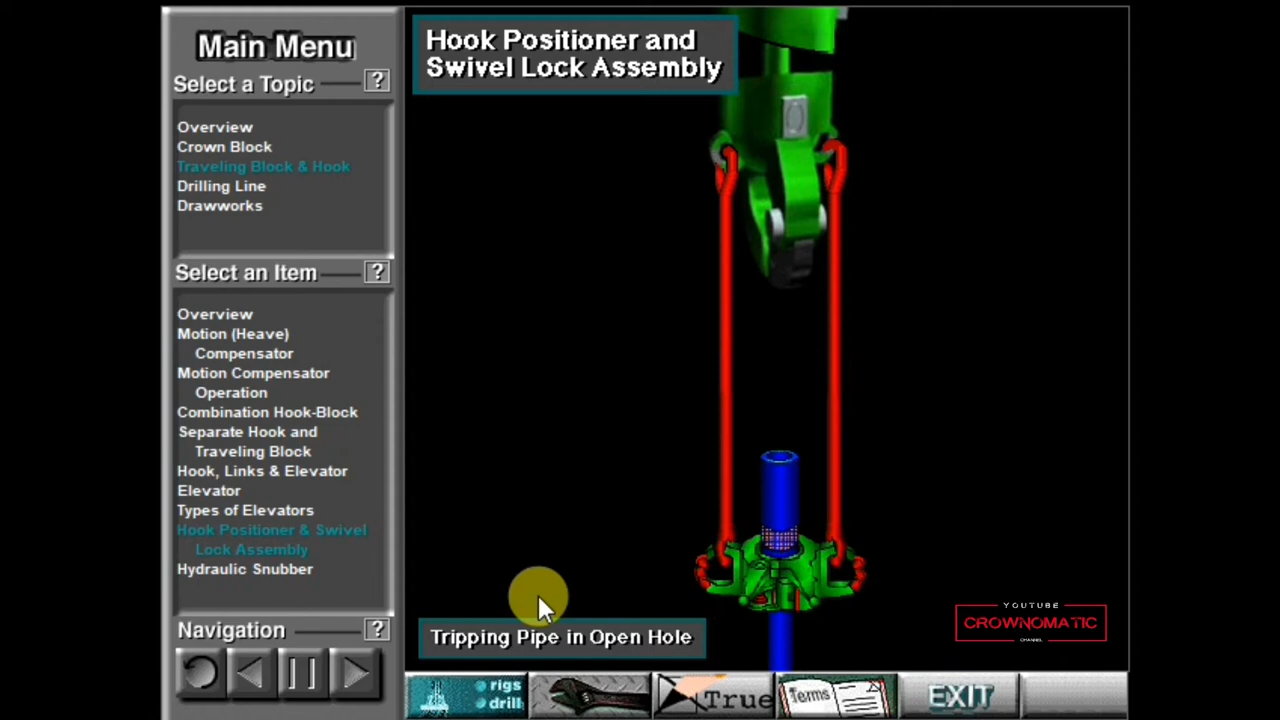 Main Menu
Select a Topic ?
Overview
Crown Block
Traveling Block & Hook
Drilling Line
Drawworks
Select an Item ?
Overview
Motion (Heave)
Compensator
Motion Compensator
Operation
Combination Hook-Block
Separate Hook and
Traveling Block
Hook, Links & Elevator
Elevator
Types of Elevators
Hook Positioner & Swivel
Lock Assembly
Hydraulic Snubber
Navigation ?
Hook Positioner and
Swivel Lock Assembly
Tripping Pipe in Open Hole
YOUTUBE
CROWNOMATIC
CHANNEL
rigs
drill
True
Terms
EXIT